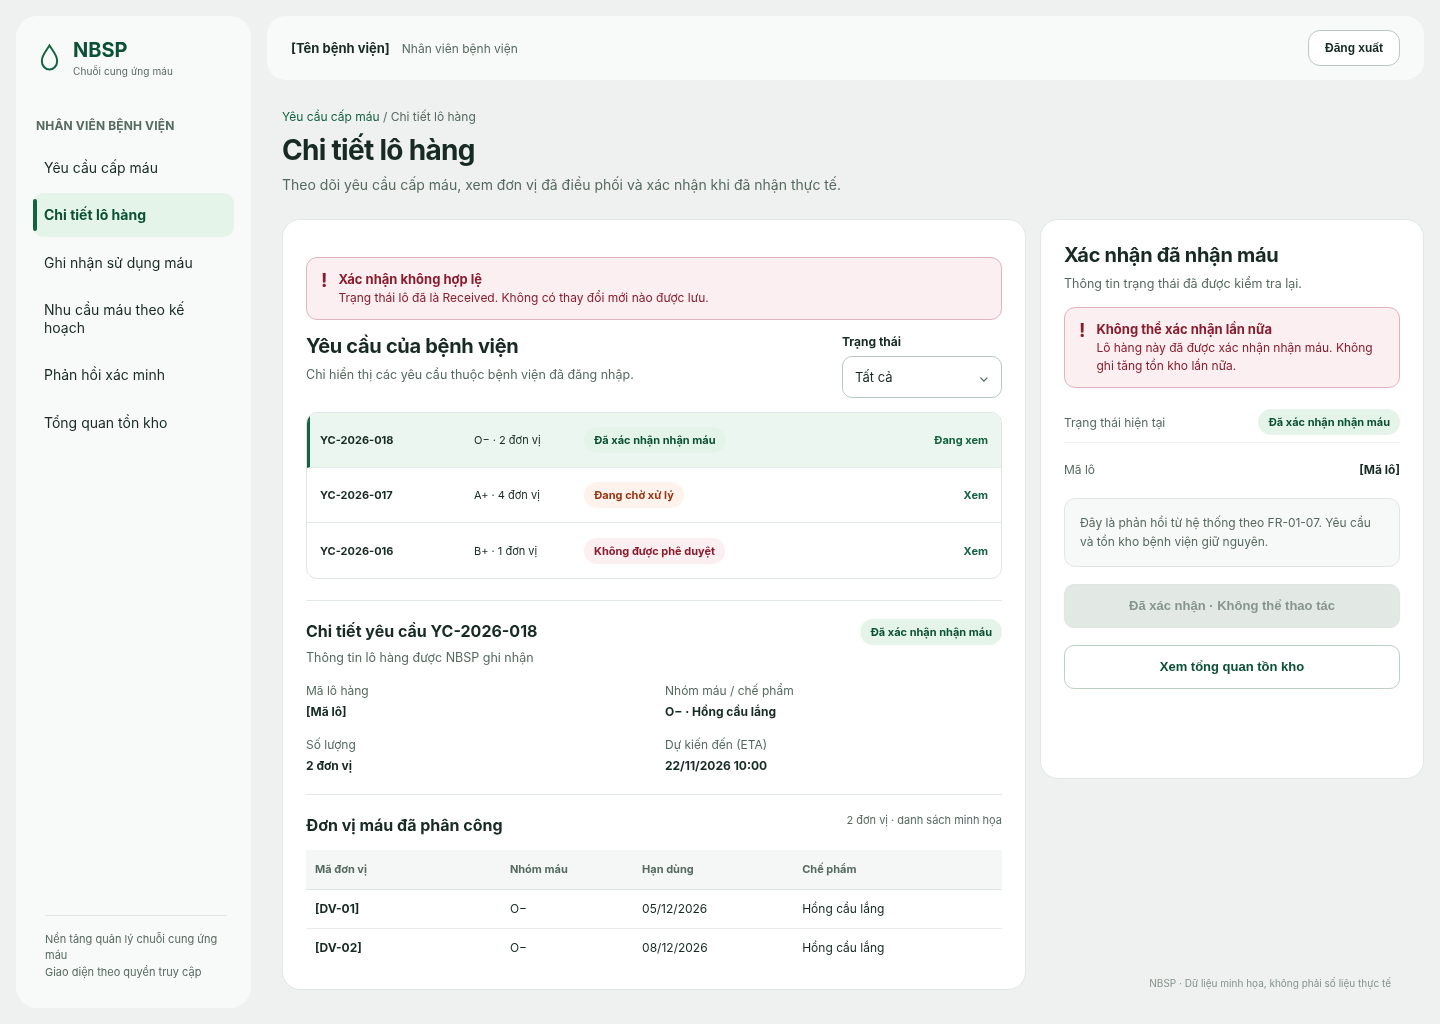 NBSP
Chuỗi cung ứng máu
NHÂN VIÊN BỆNH VIỆN
Yêu cầu cấp máu
Chi tiết lô hàng
Ghi nhận sử dụng máu
Nhu cầu máu theo kế
hoạch
Phản hồi xác minh
Tổng quan tồn kho
Nền tảng quản lý chuỗi cung ứng
máu
Giao diện theo quyền truy cập
[Tên bệnh viện] Nhân viên bệnh viện
Đăng xuất
Yêu cầu cấp máu / Chi tiết lô hàng
Chi tiết lô hàng
Theo dõi yêu cầu cấp máu, xem đơn vị đã điều phối và xác nhận khi đã nhận thực tế.
! Xác nhận không hợp lệ
Trạng thái lô đã là Received. Không có thay đổi mới nào được lưu.
Yêu cầu của bệnh viện
Chỉ hiển thị các yêu cầu thuộc bệnh viện đã đăng nhập.
Trạng thái
Tất cả
YC-2026-018 O− · 2 đơn vị Đã xác nhận nhận máu Đang xem
YC-2026-017 A+ · 4 đơn vị Đang chờ xử lý Xem
YC-2026-016 B+ · 1 đơn vị Không được phê duyệt Xem
Chi tiết yêu cầu YC-2026-018 Đã xác nhận nhận máu
Thông tin lô hàng được NBSP ghi nhận
Mã lô hàng Nhóm máu / chế phẩm
[Mã lô] O− · Hồng cầu lắng
Số lượng Dự kiến đến (ETA)
2 đơn vị 22/11/2026 10:00
Đơn vị máu đã phân công 2 đơn vị · danh sách minh họa
Mã đơn vị Nhóm máu Hạn dùng Chế phẩm
[DV-01] O− 05/12/2026 Hồng cầu lắng
[DV-02] O− 08/12/2026 Hồng cầu lắng
Xác nhận đã nhận máu
Thông tin trạng thái đã được kiểm tra lại.
! Không thể xác nhận lần nữa
Lô hàng này đã được xác nhận nhận máu. Không
ghi tăng tồn kho lần nữa.
Trạng thái hiện tại Đã xác nhận nhận máu
Mã lô [Mã lô]
Đây là phản hồi từ hệ thống theo FR-01-07. Yêu cầu
và tồn kho bệnh viện giữ nguyên.
Đã xác nhận · Không thể thao tác
Xem tổng quan tồn kho
NBSP · Dữ liệu minh họa, không phải số liệu thực tế